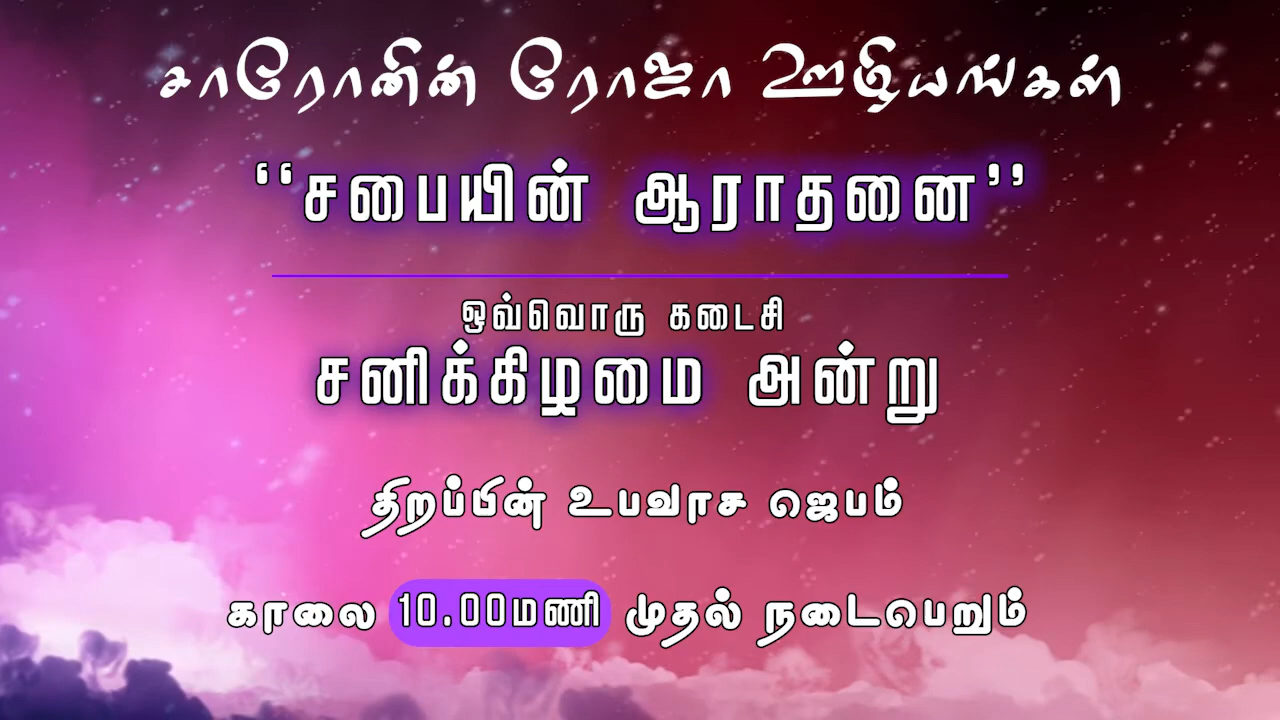 சாரோனின் ரோஜா ஊழியங்கள்
“சபையின் ஆராதனை”
ஒவ்வொரு கடைசி
சனிக்கிழமை அன்று
திறப்பின் உபவாச ஜெபம்
காலை 10.00மணி முதல் நடைபெறும்